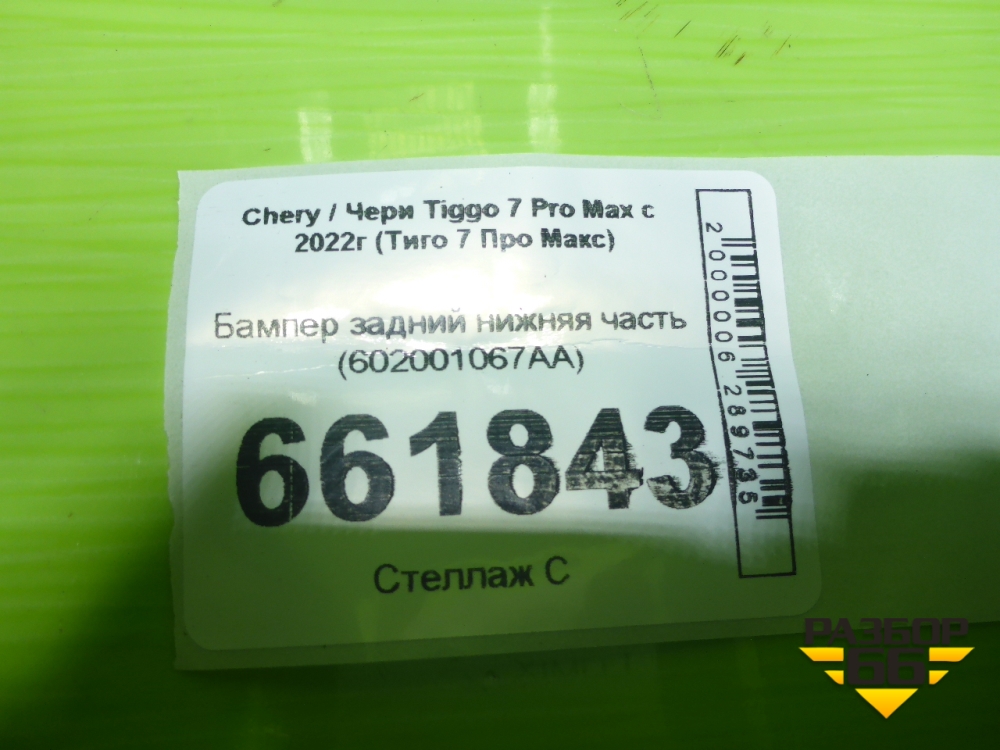 Chery / Чери Tiggo 7 Pro Max с
2022г (Тиго 7 Про Макс)
Бампер задний нижняя часть
(602001067AA)
661843
Стеллаж С
2000006289735
РАЗБОР
66